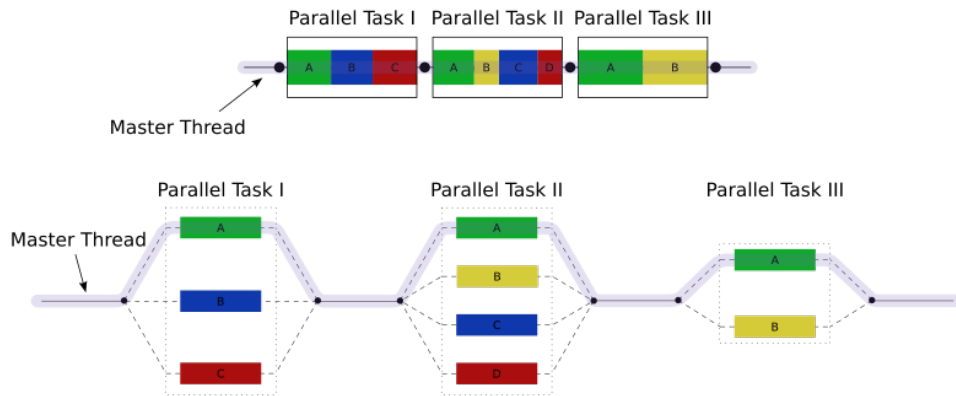 Parallel Task I Parallel Task II Parallel Task III
A B C A B C D A B
Master Thread
Parallel Task I Parallel Task II Parallel Task III
A A
Master Thread
A
B
B
C
B
C D